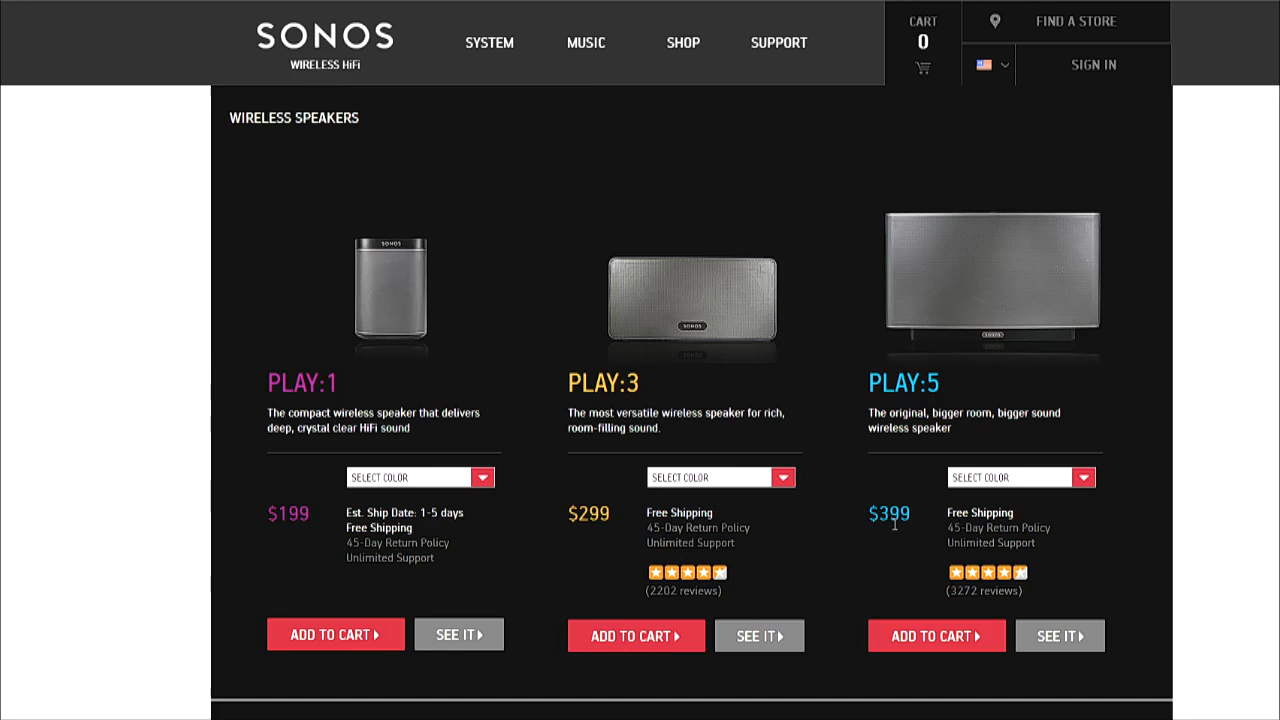 SONOS
WIRELESS HiFi
SYSTEM
MUSIC
SHOP
SUPPORT
CART
0
FIND A STORE
SIGN IN
WIRELESS SPEAKERS
SONOS
SONOS
SONOS
PLAY:1
The compact wireless speaker that delivers
deep, crystal clear HiFi sound
SELECT COLOR
$199
Est. Ship Date: 1-5 days
Free Shipping
45-Day Return Policy
Unlimited Support
ADD TO CART
SEE IT
PLAY:3
The most versatile wireless speaker for rich,
room-filling sound.
SELECT COLOR
$299
Free Shipping
45-Day Return Policy
Unlimited Support
(2202 reviews)
ADD TO CART
SEE IT
PLAY:5
The original, bigger room, bigger sound
wireless speaker
SELECT COLOR
$399
Free Shipping
45-Day Return Policy
Unlimited Support
(3272 reviews)
ADD TO CART
SEE IT